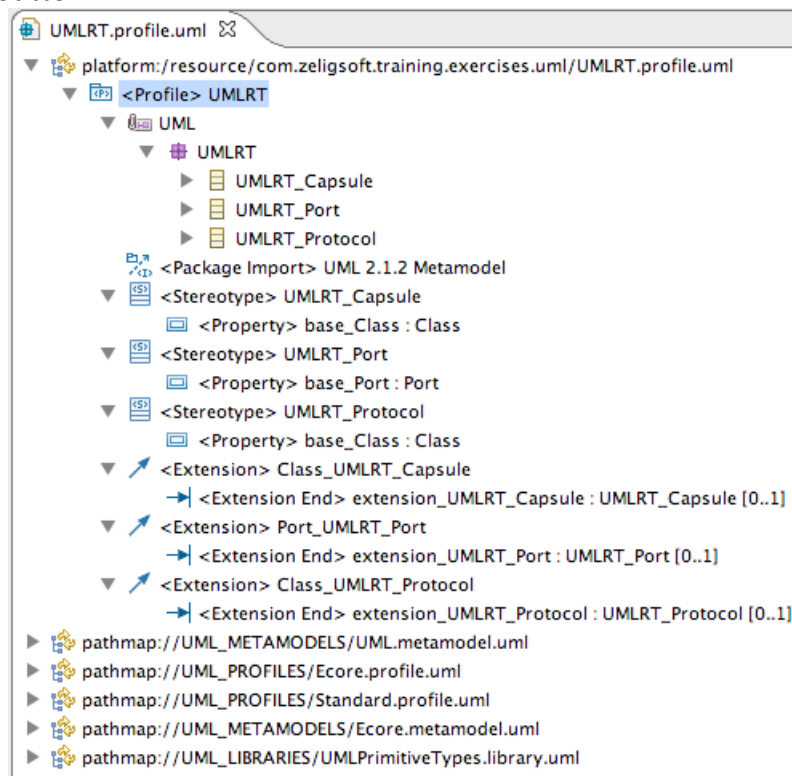 UMLRT.profile.uml
platform:/resource/com.zeligsoft.training.exercises.uml/UMLRT.profile.uml
<Profile> UMLRT
UML
UMLRT
UMLRT_Capsule
UMLRT_Port
UMLRT_Protocol
<Package Import> UML 2.1.2 Metamodel
<Stereotype> UMLRT_Capsule
<Property> base_Class : Class
<Stereotype> UMLRT_Port
<Property> base_Port : Port
<Stereotype> UMLRT_Protocol
<Property> base_Class : Class
<Extension> Class_UMLRT_Capsule
<Extension End> extension_UMLRT_Capsule : UMLRT_Capsule [0..1]
<Extension> Port_UMLRT_Port
<Extension End> extension_UMLRT_Port : UMLRT_Port [0..1]
<Extension> Class_UMLRT_Protocol
<Extension End> extension_UMLRT_Protocol : UMLRT_Protocol [0..1]
pathmap://UML_METAMODELS/UML.metamodel.uml
pathmap://UML_PROFILES/Ecore.profile.uml
pathmap://UML_PROFILES/Standard.profile.uml
pathmap://UML_METAMODELS/Ecore.metamodel.uml
pathmap://UML_LIBRARIES/UMLPrimitiveTypes.library.uml